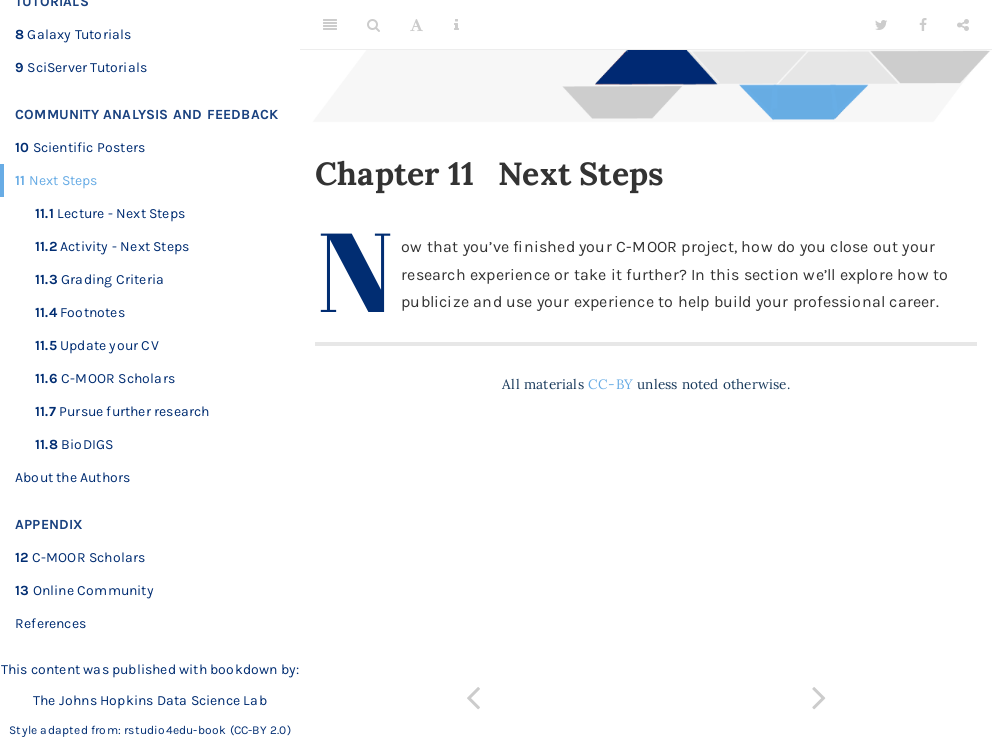 TUTORIALS
8 Galaxy Tutorials
9 SciServer Tutorials
COMMUNITY ANALYSIS AND FEEDBACK
10 Scientific Posters
11 Next Steps
11.1 Lecture - Next Steps
11.2 Activity - Next Steps
11.3 Grading Criteria
11.4 Footnotes
11.5 Update your CV
11.6 C-MOOR Scholars
11.7 Pursue further research
11.8 BioDIGS
About the Authors
APPENDIX
12 C-MOOR Scholars
13 Online Community
References
This content was published with bookdown by:
The Johns Hopkins Data Science Lab
Style adapted from: rstudio4edu-book (CC-BY 2.0)
Chapter 11 Next Steps
Now that you’ve finished your C-MOOR project, how do you close out your
research experience or take it further? In this section we’ll explore how to
publicize and use your experience to help build your professional career.
All materials CC-BY unless noted otherwise.